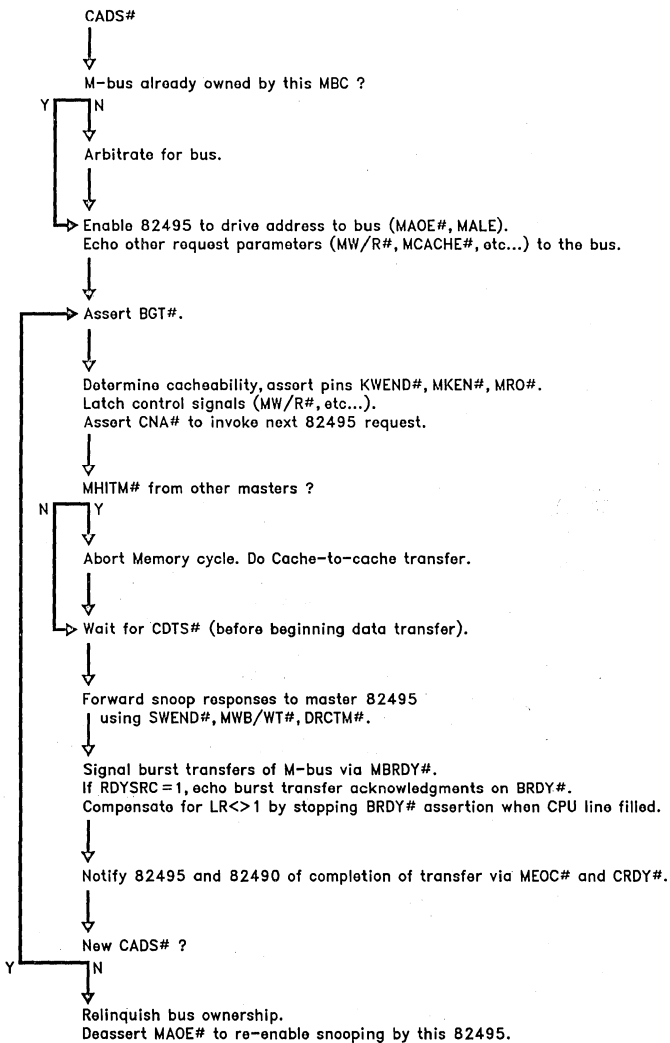 CADS#
M-bus already owned by this MBC ?
Y N
Arbitrate for bus.
Enable 82495 to drive address to bus (MAOE#, MALE).
Echo other request parameters (MW/R#, MCACHE#, etc...) to the bus.
Assert BGT#.
Determine cacheability, assert pins KWEND#, MKEN#, MRO#.
Latch control signals (MW/R#, etc...).
Assert CNA# to invoke next 82495 request.
MHITM# from other masters ?
N Y
Abort Memory cycle. Do Cache-to-cache transfer.
Wait for CDTS# (before beginning data transfer).
Forward snoop responses to master 82495
using SWEND#, MWB/WT#, DRCTM#.
Signal burst transfers of M-bus via MBRDY#.
If RDYSRC = 1, echo burst transfer acknowledgments on BRDY#.
Compensate for LR<>1 by stopping BRDY# assertion when CPU line filled.
Notify 82495 and 82490 of completion of transfer via MEOC# and CRDY#.
New CADS# ?
Y N
Relinquish bus ownership.
Deassert MAOE# to re-enable snooping by this 82495.